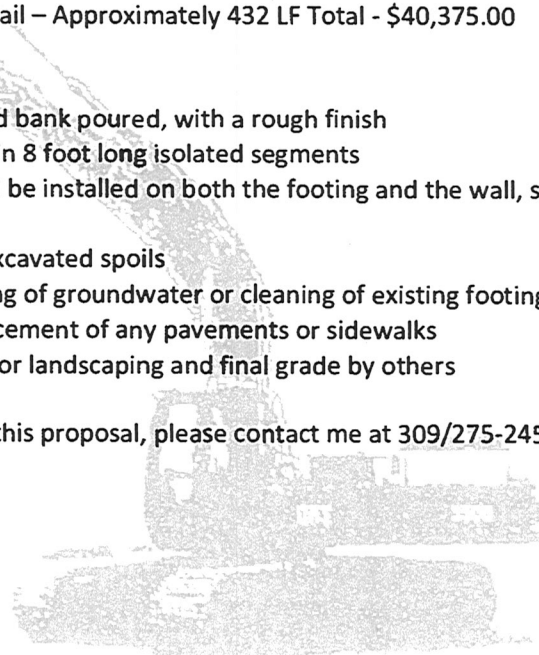 ail – Approximately 432 LF Total - $40,375.00
d bank poured, with a rough finish
n 8 foot long isolated segments
be installed on both the footing and the wall, s
xcavated spoils
ng of groundwater or cleaning of existing footing
cement of any pavements or sidewalks
or landscaping and final grade by others
this proposal, please contact me at 309/275-245